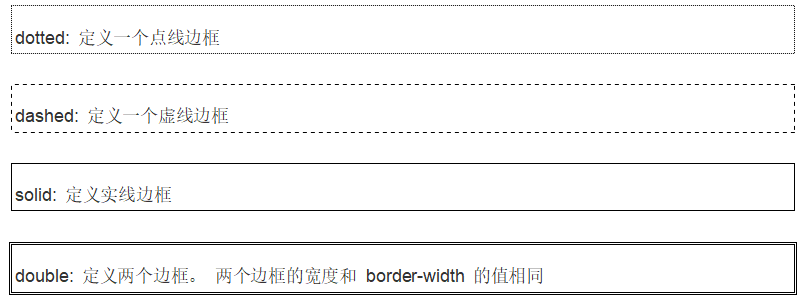 dotted: 定义一个点线边框
dashed: 定义一个虚线边框
solid: 定义实线边框
double: 定义两个边框。 两个边框的宽度和 border-width 的值相同